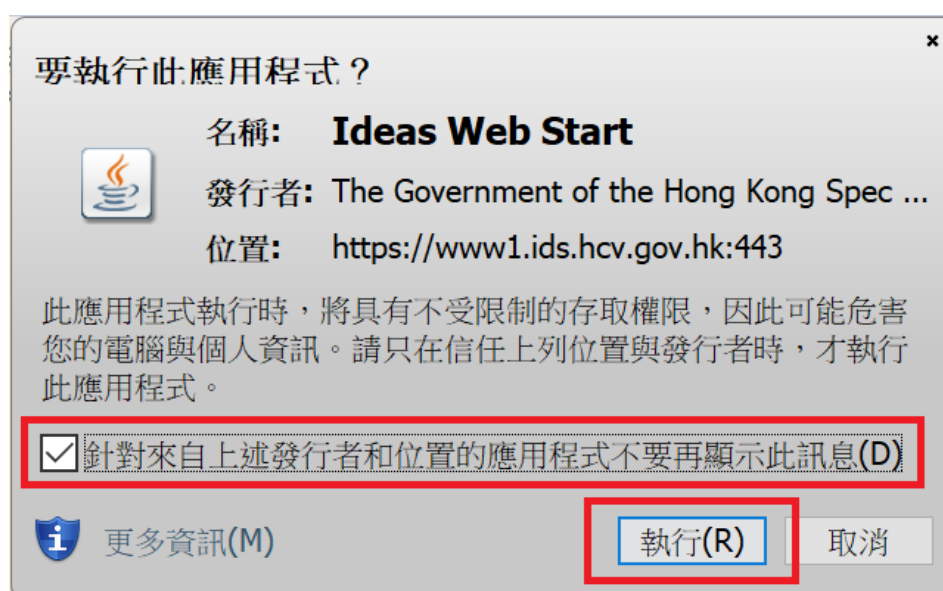 要執行此應用程式？
名稱: Ideas Web Start
發行者: The Government of the Hong Kong Spec ...
位置: https://www1.ids.hcv.gov.hk:443
此應用程式執行時，將具有不受限制的存取權限，因此可能危害
您的電腦與個人資訊。請只在信任上列位置與發行者時，才執行
此應用程式。
針對來自上述發行者和位置的應用程式不要再顯示此訊息(D)
更多資訊(M) 執行(R) 取消